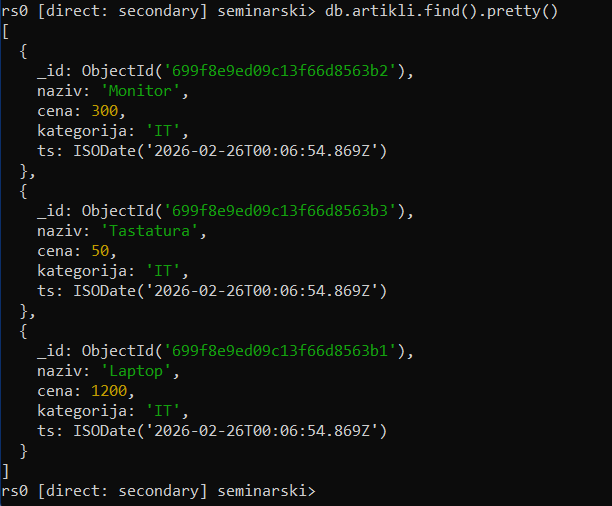 rs0 [direct: secondary] seminarski> db.artikli.find().pretty()
[
  {
    _id: ObjectId('699f8e9ed09c13f66d8563b2'),
    naziv: 'Monitor',
    cena: 300,
    kategorija: 'IT',
    ts: ISODate('2026-02-26T00:06:54.869Z')
  },
  {
    _id: ObjectId('699f8e9ed09c13f66d8563b3'),
    naziv: 'Tastatura',
    cena: 50,
    kategorija: 'IT',
    ts: ISODate('2026-02-26T00:06:54.869Z')
  },
  {
    _id: ObjectId('699f8e9ed09c13f66d8563b1'),
    naziv: 'Laptop',
    cena: 1200,
    kategorija: 'IT',
    ts: ISODate('2026-02-26T00:06:54.869Z')
  }
]
rs0 [direct: secondary] seminarski>